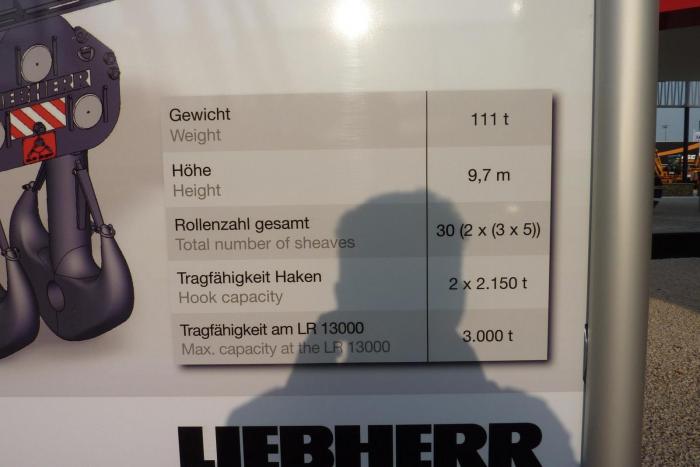 LIEBHERR
Gewicht
Weight
111 t
Höhe
Height
9,7 m
Rollenzahl gesamt
Total number of sheaves
30 (2 x (3 x 5))
Tragfähigkeit Haken
Hook capacity
2 x 2.150 t
Tragfähigkeit am LR 13000
Max. capacity at the LR 13000
3.000 t
LIEBHERR